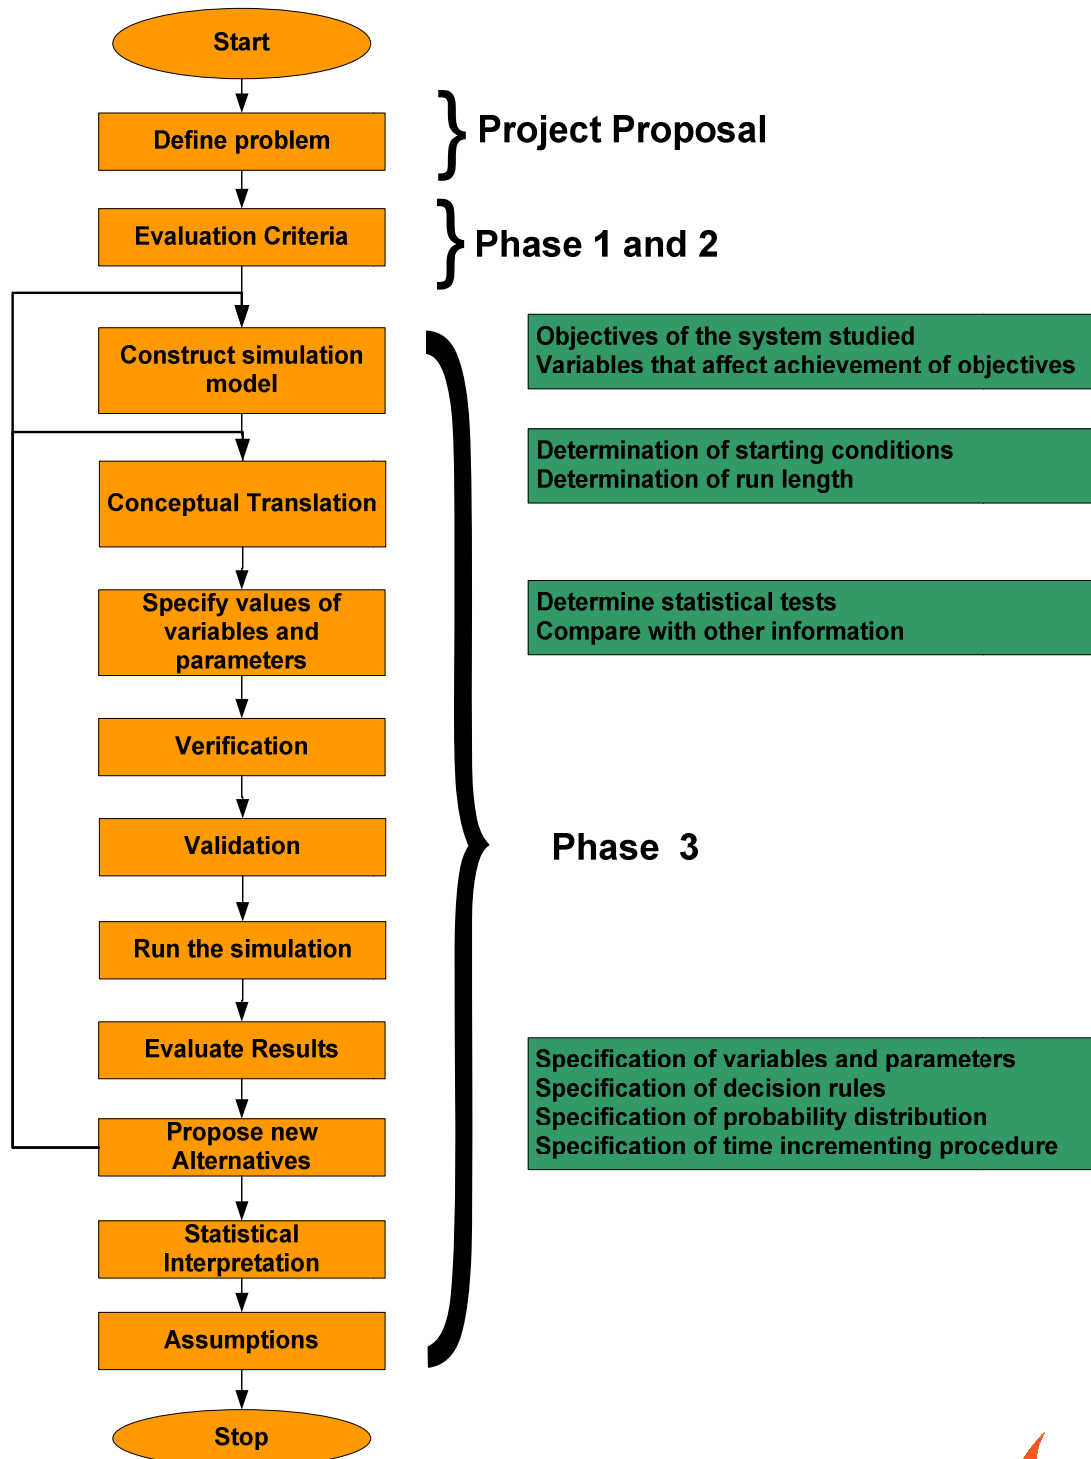 Start
Define problem
Project Proposal
Evaluation Criteria
Phase 1 and 2
Construct simulation
model
Objectives of the system studied
Variables that affect achievement of objectives
Conceptual Translation
Determination of starting conditions
Determination of run length
Specify values of
variables and
parameters
Determine statistical tests
Compare with other information
Verification
Validation
Phase 3
Run the simulation
Evaluate Results
Propose new
Alternatives
Specification of variables and parameters
Specification of decision rules
Specification of probability distribution
Specification of time incrementing procedure
Statistical
Interpretation
Assumptions
Stop